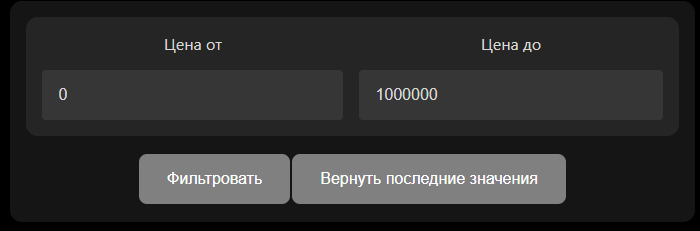 Цена от
Цена до
0
1000000
Фильтровать
Вернуть последние значения